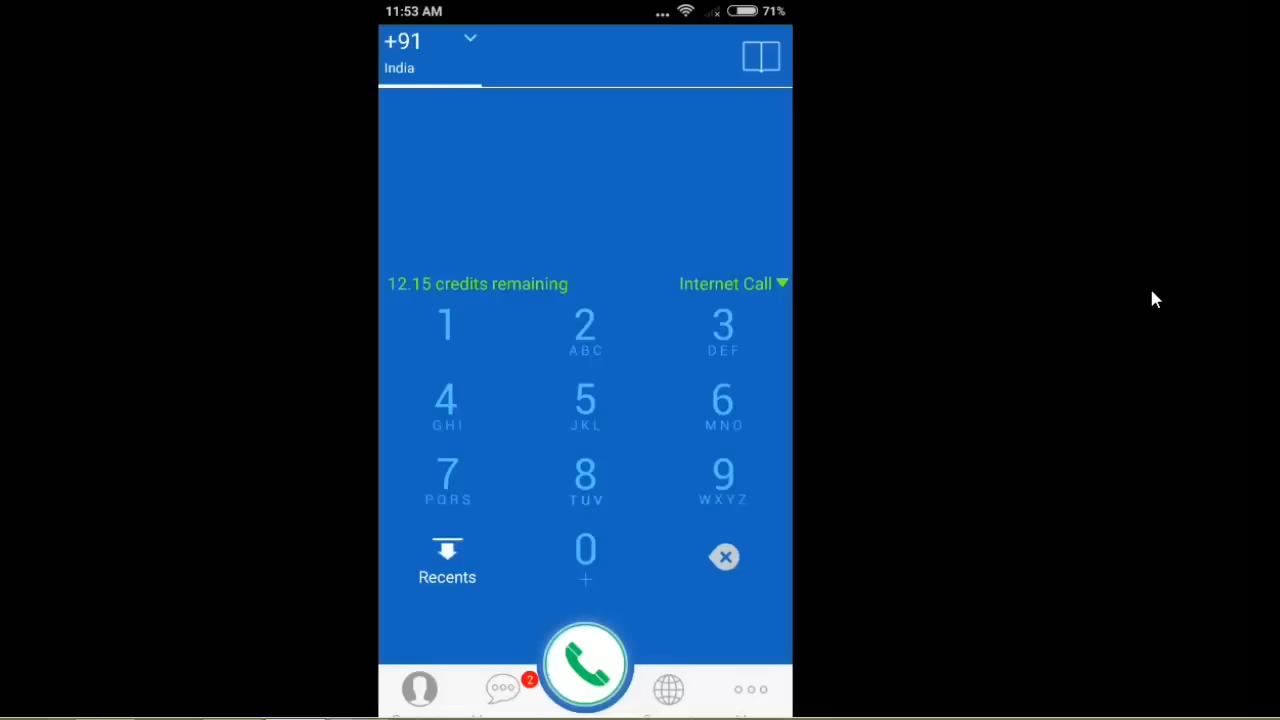 11:53 AM 71%
+91
India
12.15 credits remaining Internet Call
1 2 3
ABC DEF
4 5 6
GHI JKL MNO
7 8 9
PQRS TUV WXYZ
0
+
Recents
2